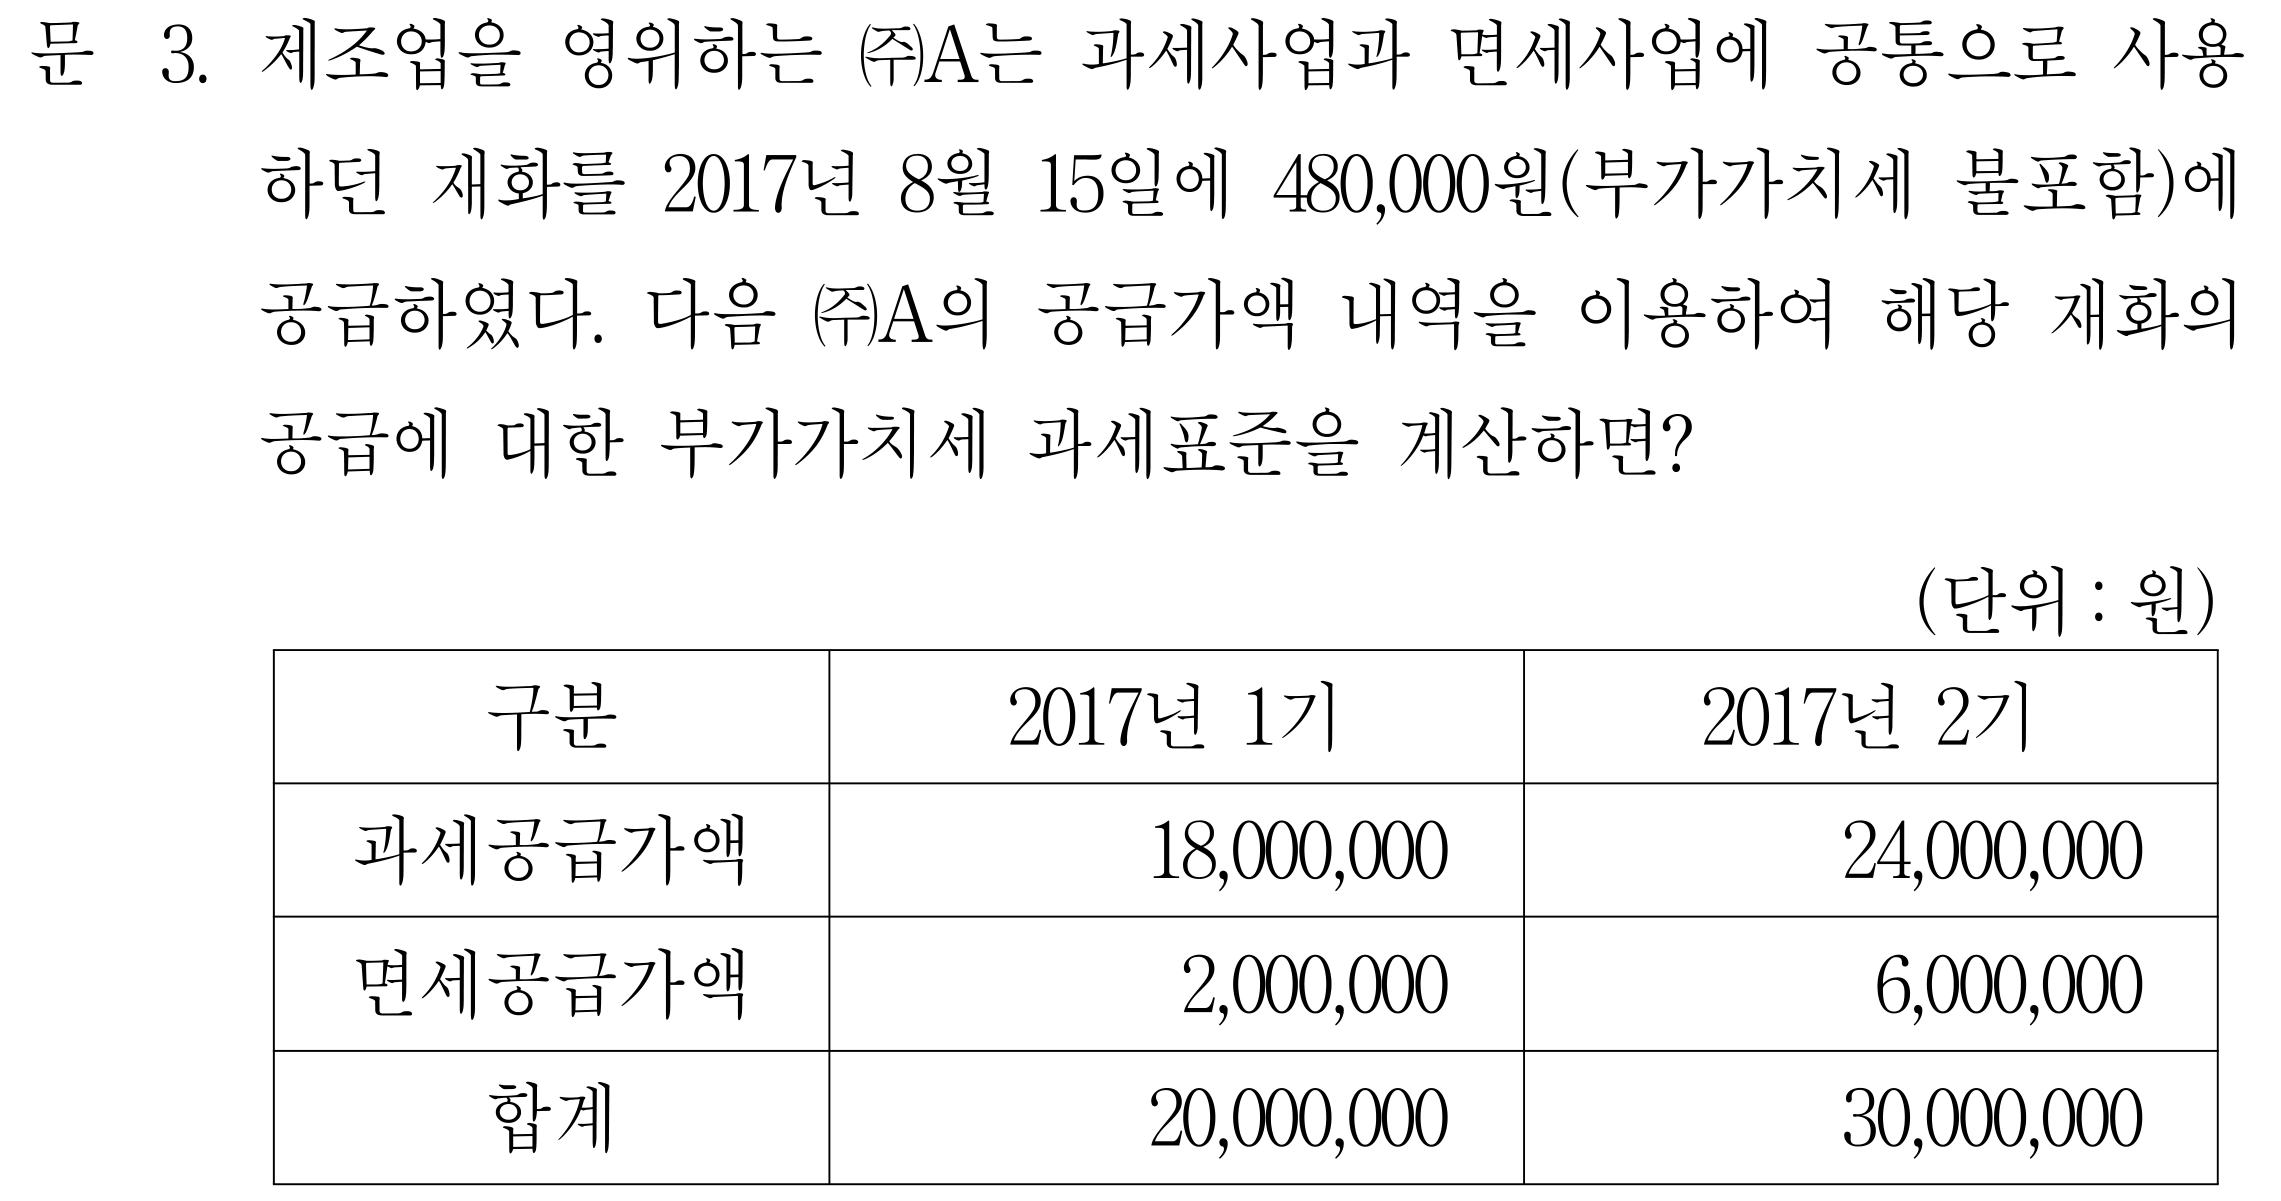 문 3. 제조업을 영위하는 ㈜A는 과세사업과 면세사업에 공통으로 사용
하던 재화를 2017년 8월 15일에 480,000원(부가가치세 불포함)에
공급하였다. 다음 ㈜A의 공급가액 내역을 이용하여 해당 재화의
공급에 대한 부가가치세 과세표준을 계산하면?
(단위 : 원)
구분 2017년 1기 2017년 2기
과세공급가액 18,000,000 24,000,000
면세공급가액 2,000,000 6,000,000
합계 20,000,000 30,000,000